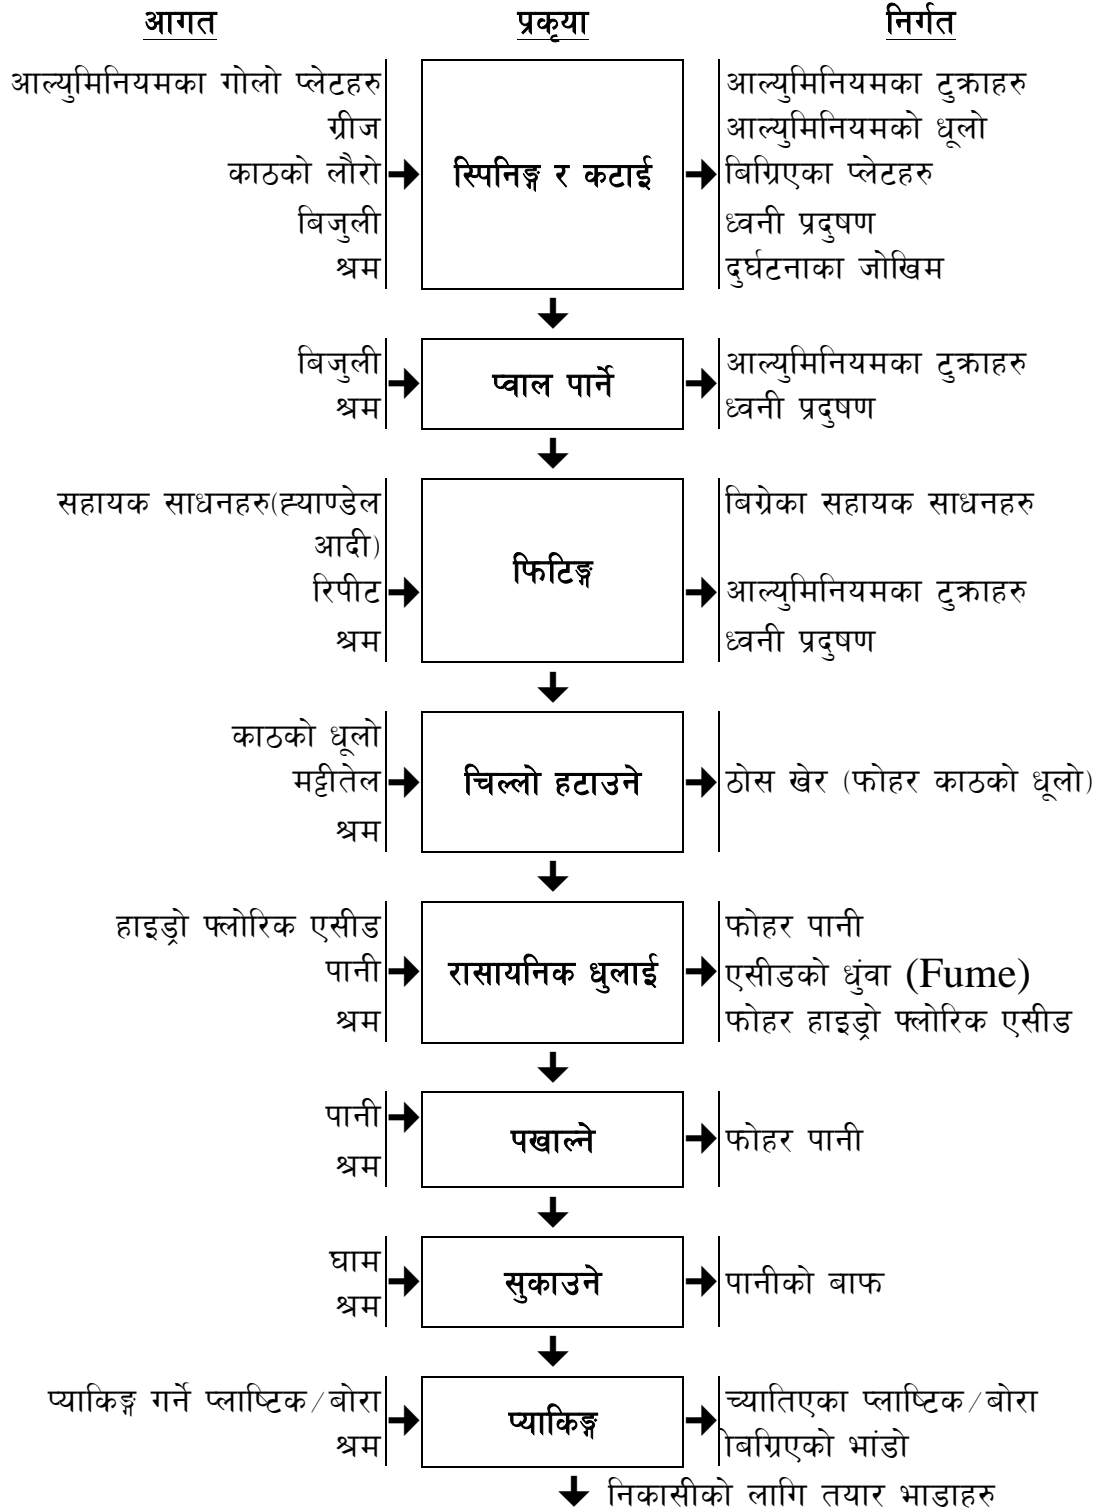 आगत प्रकृया निर्गत
आल्युमिनियमका गोलो प्लेटहरु
ग्रीज
काठको लौरो
बिजुली
श्रम
स्पिनिङ्ग र कटाई
आल्युमिनियमका टुक्राहरु
आल्युमिनियमको धूलो
बिग्रिएका प्लेटहरु
ध्वनी प्रदुषण
दुर्घटनाका जोखिम
बिजुली
श्रम
प्वाल पार्ने
आल्युमिनियमका टुक्राहरु
ध्वनी प्रदुषण
सहायक साधनहरु(ह्याण्डेल
आदी)
रिपीट
श्रम
फिटिङ्ग
बिग्रेका सहायक साधनहरु
आल्युमिनियमका टुक्राहरु
ध्वनी प्रदुषण
काठको धूलो
मट्टीतेल
श्रम
चिल्लो हटाउने
ठोस खेर (फोहर काठको धूलो)
हाइड्रो फ्लोरिक एसीड
पानी
श्रम
रासायनिक धुलाई
फोहर पानी
एसीडको धुंवा (Fume)
फोहर हाइड्रो फ्लोरिक एसीड
पानी
श्रम
पखाल्ने
फोहर पानी
घाम
श्रम
सुकाउने
पानीको बाफ
प्याकिङ्ग गर्ने प्लाष्टिक/बोरा
श्रम
प्याकिङ्ग
च्यातिएका प्लाष्टिक/बोरा
बिग्रिएको भांडो
निकासीको लागि तयार भाडाहरु